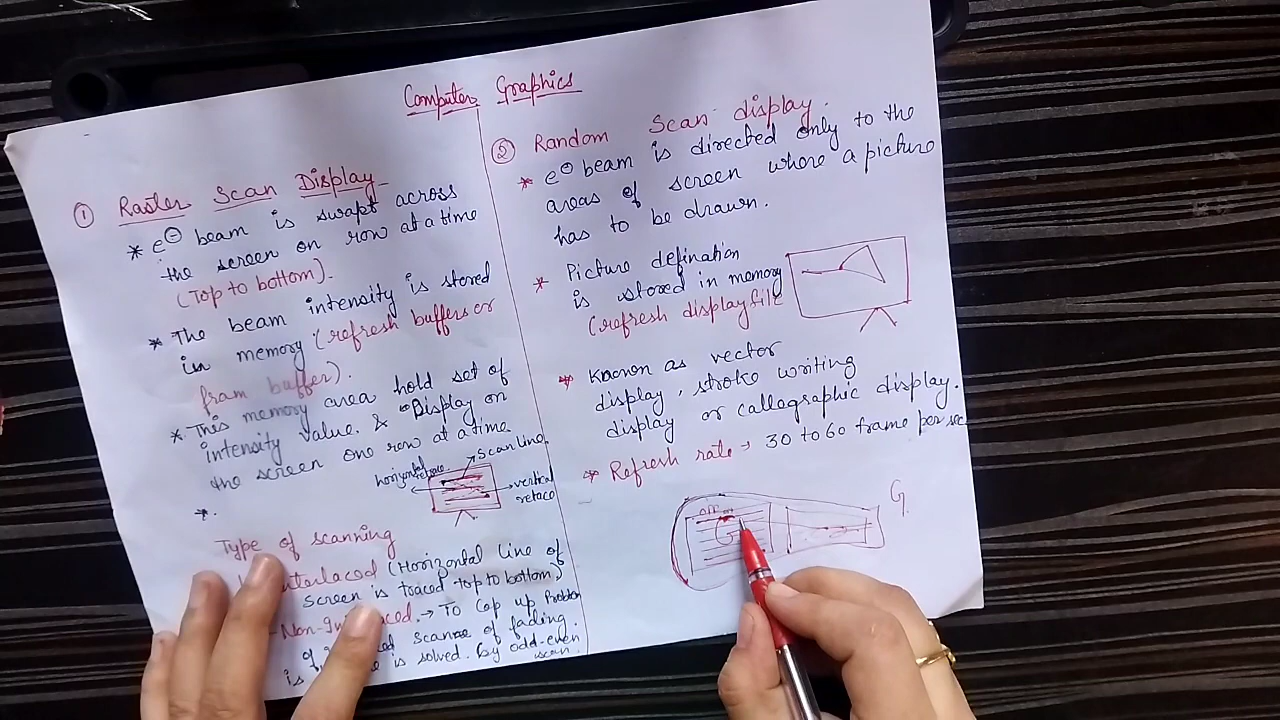 Computer Graphics
① Raster Scan Display
* e⊖ beam is swapt across
the screen on row at a time
(Top to bottom).
* The beam intensity is stored
in memory (refresh buffers or
fram buffer).
* This memory area hold set of
intensity value. & Display on
the screen one row at a time.
scan line.
horizontal
vertical
retace
*.
Type of scanning
(Horizontal line of
screen is traced top to bottom.)
→ To Cop up
scanne of fading.
is solved. by odd-even
scan.
② Random Scan display.
* e⊖ beam is directed only to the
areas of screen where a picture
has to be drawn.
* Picture defination
is stored in memory
(refresh display file
* Known as vector
display, stroke writing
display or callegraphic display.
* Refresh rate → 30 to 60 frame per sec
G
G